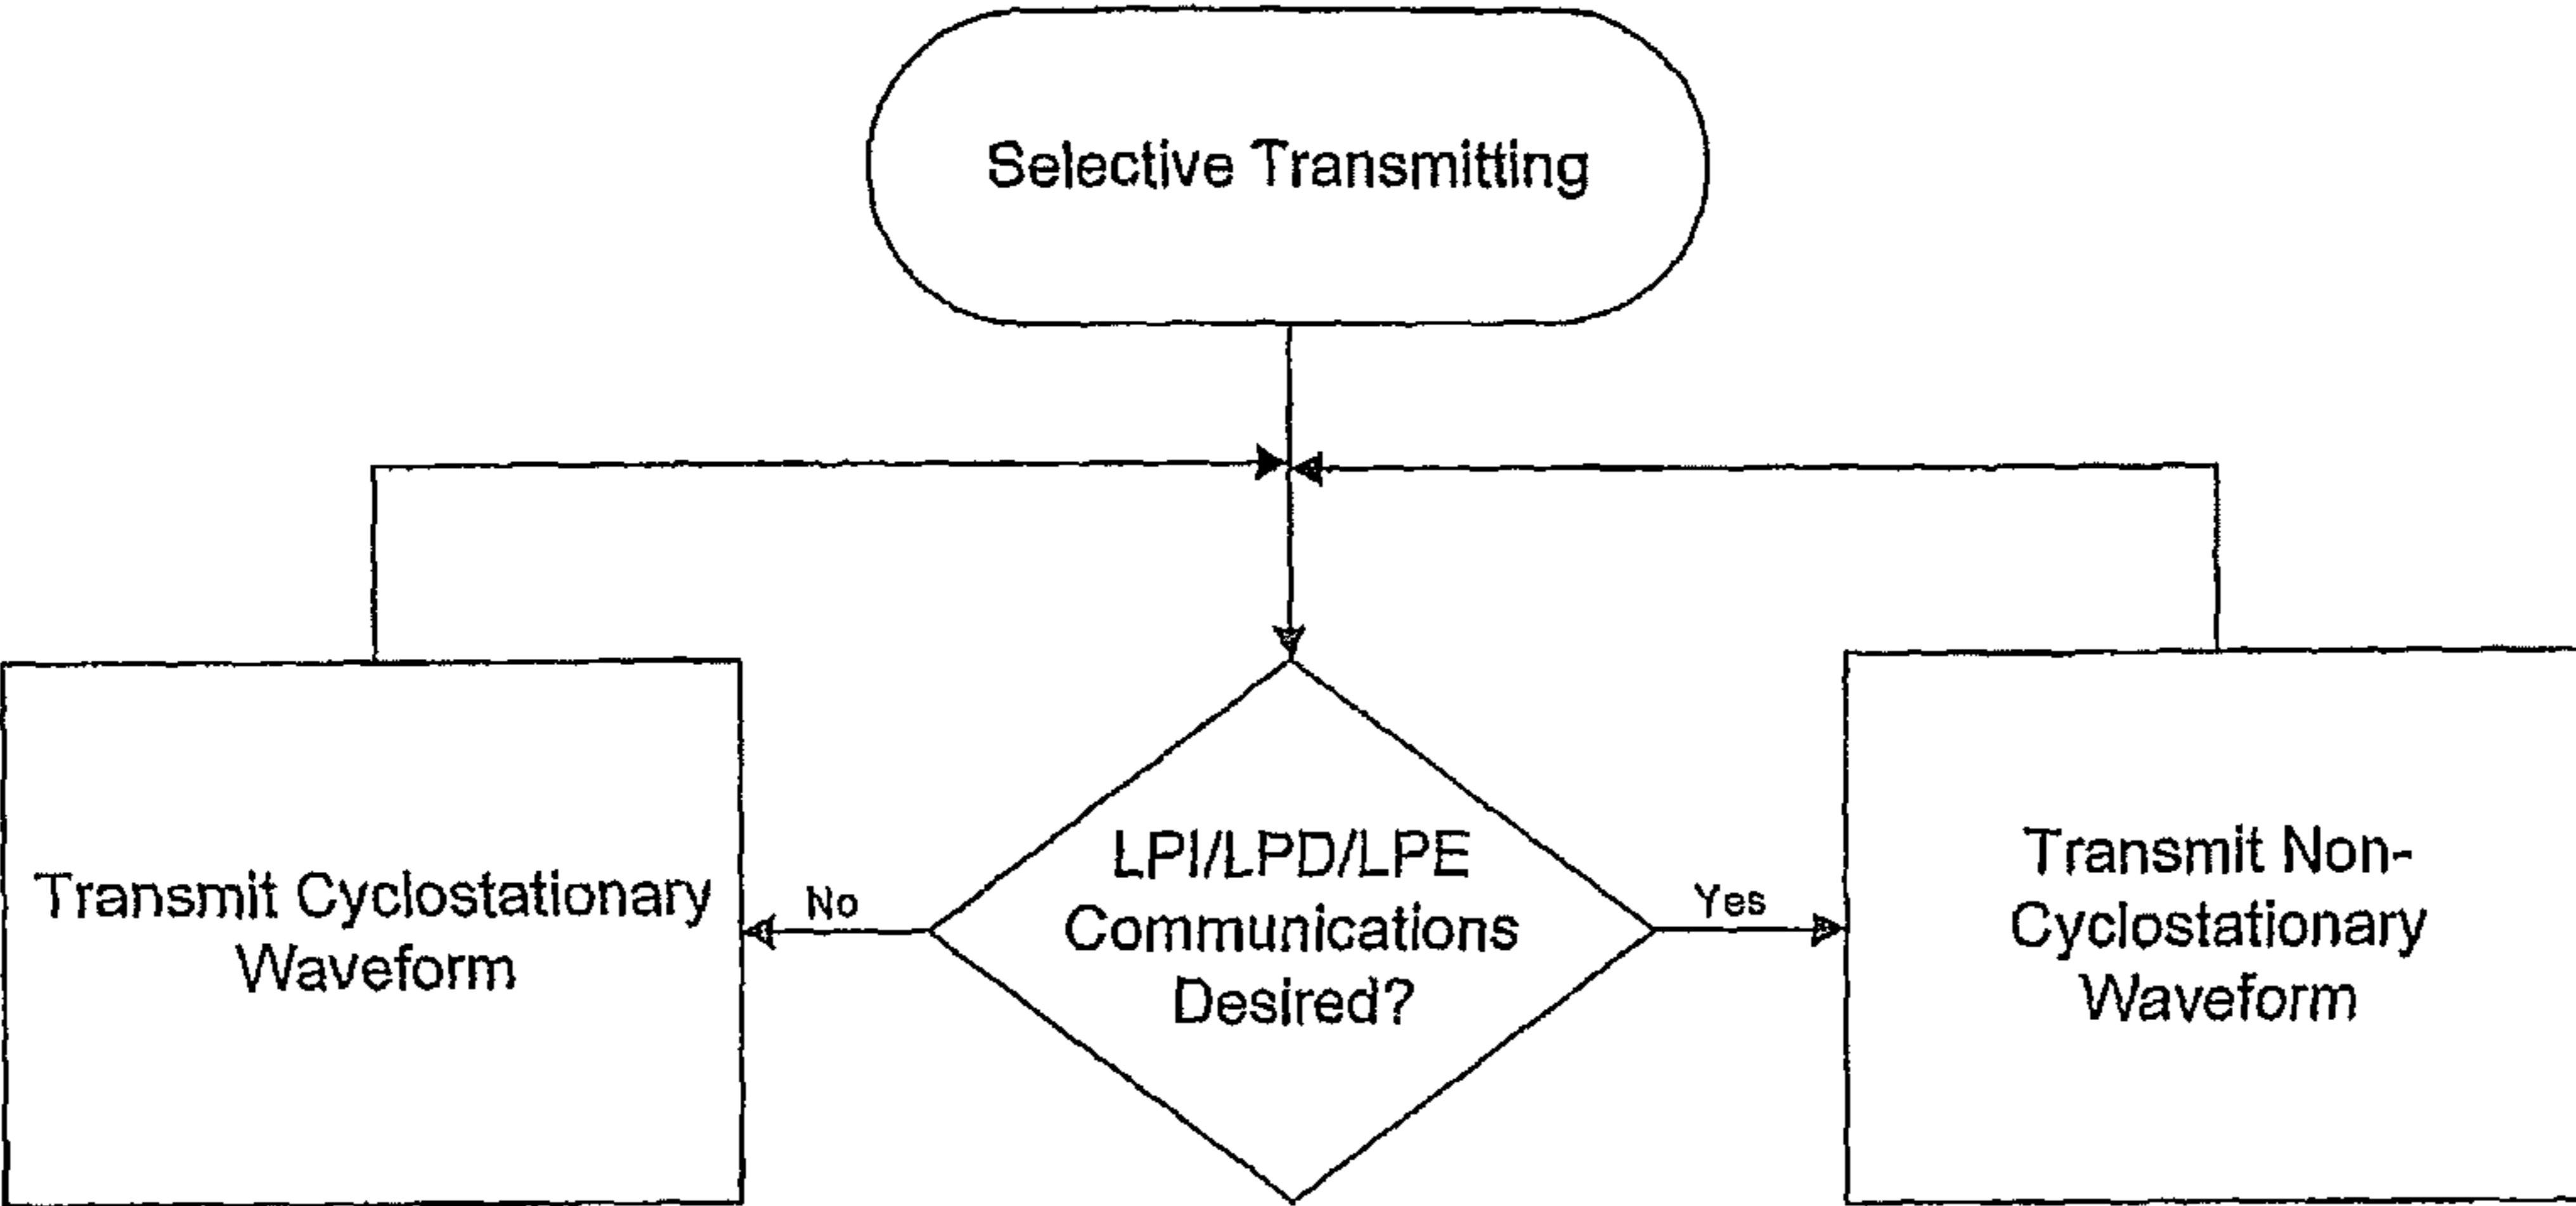 Selective Transmitting
Transmit Cyclostationary
Waveform
No
LPI/LPD/LPE
Communications
Desired?
Yes
Transmit Non-
Cyclostationary
Waveform